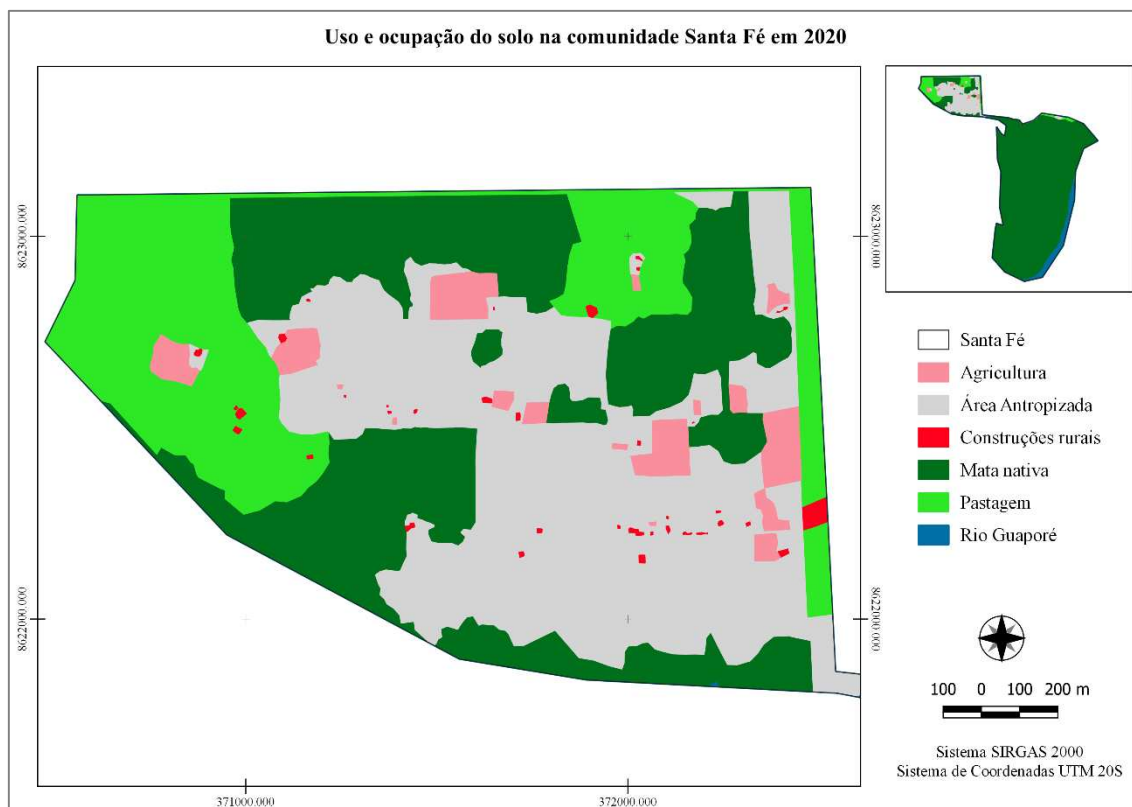 Uso e ocupação do solo na comunidade Santa Fé em 2020
8623000.000
8623000.000
8622000.000
8622000.000
371000.000
372000.000
Santa Fé
Agricultura
Área Antropizada
Construções rurais
Mata nativa
Pastagem
Rio Guaporé
100 0 100 200 m
Sistema SIRGAS 2000
Sistema de Coordenadas UTM 20S